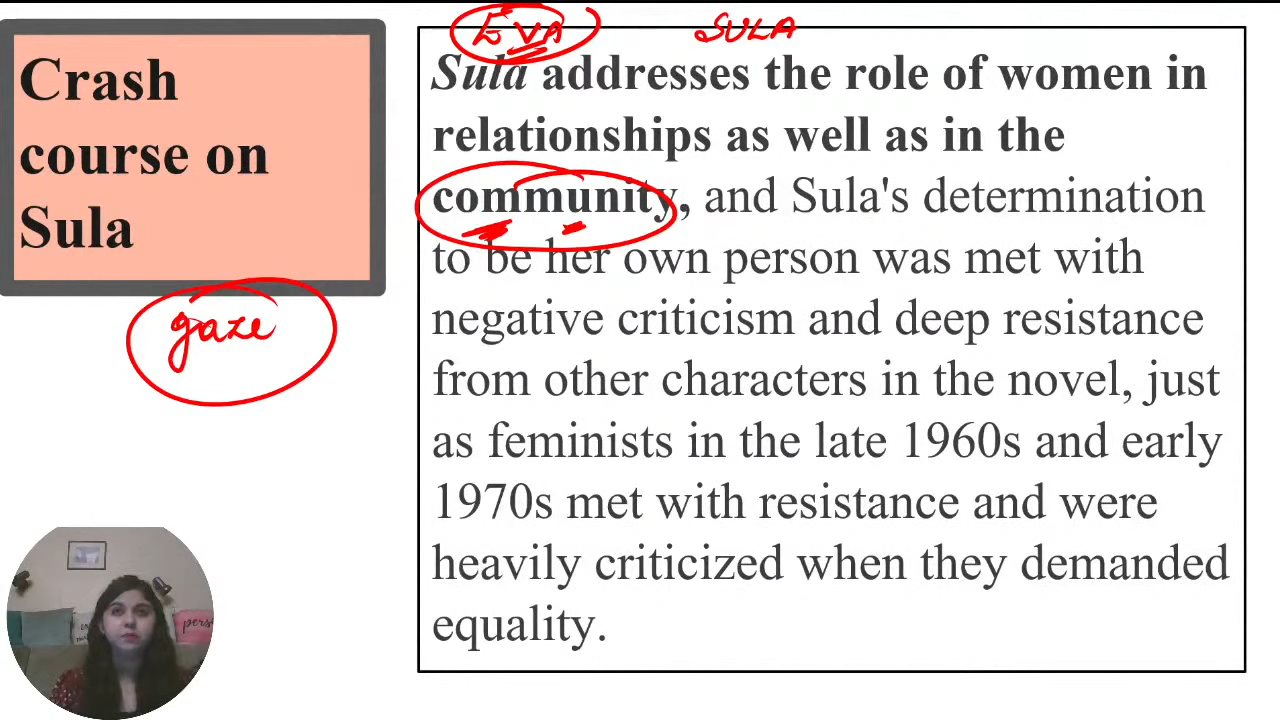 Crash
course on
Sula
gaze
EVA SULA
Sula addresses the role of women in
relationships as well as in the
community, and Sula's determination
to be her own person was met with
negative criticism and deep resistance
from other characters in the novel, just
as feminists in the late 1960s and early
1970s met with resistance and were
heavily criticized when they demanded
equality.